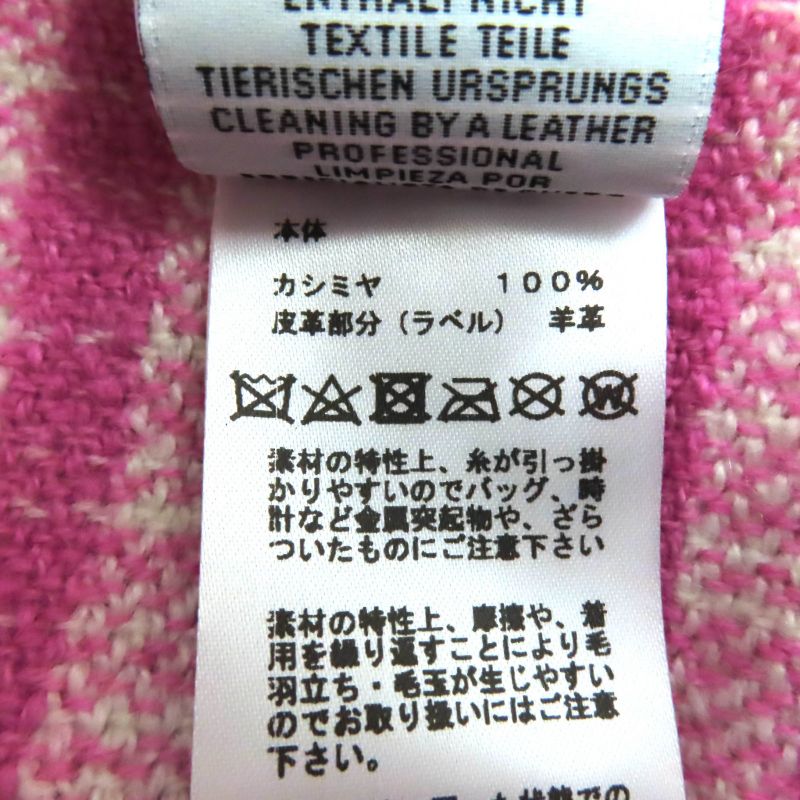 ENTHÄLT NICHT
TEXTILE TEILE
TIERISCHEN URSPRUNGS
CLEANING BY A LEATHER
PROFESSIONAL
LIMPIEZA POR
本体
カシミヤ 100%
皮革部分(ラベル) 羊革
W
素材の特性上、糸が引っ掛
かりやすいのでバッグ、時
計など金属突起物や、ざら
ついたものにご注意下さい
素材の特性上、摩擦や、着
用を繰り返すことにより毛
羽立ち・毛玉が生じやすい
のでお取り扱いにはご注意
下さい。
状態での